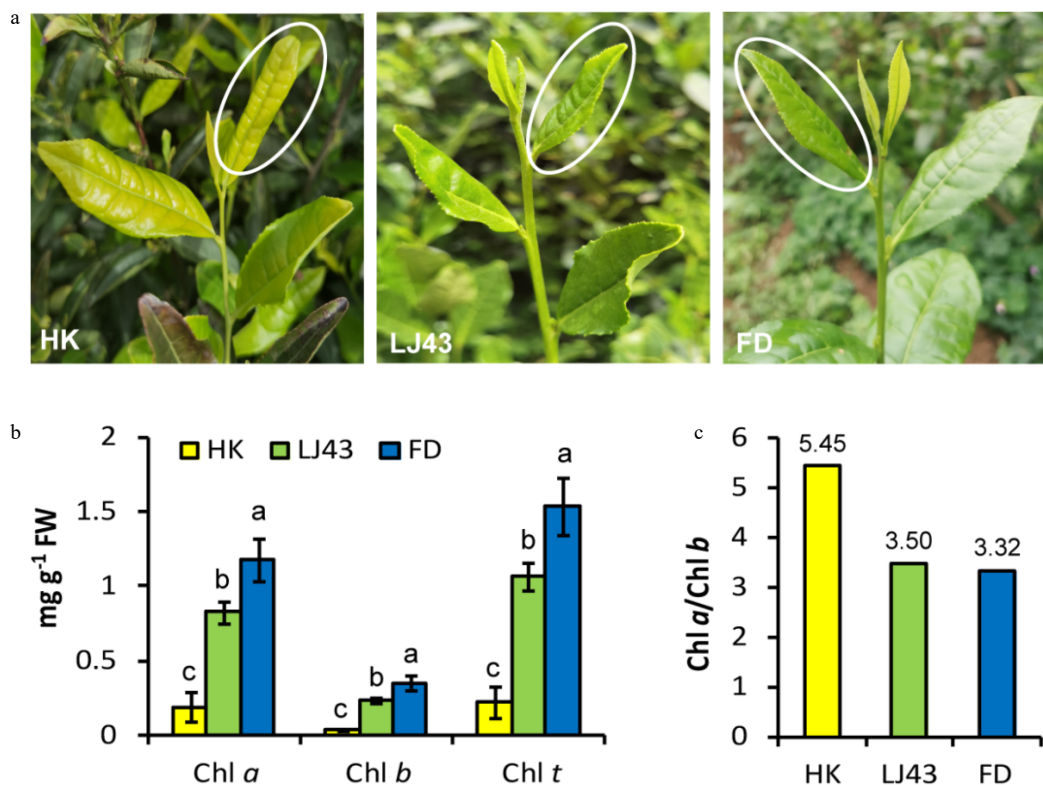 a
HK
LJ43
FD
b
mg g⁻¹ FW
2
1.5
1
0.5
0
HK LJ43 FD
c b a
c b a
c b a
Chl a Chl b Chl t
c
Chl a/Chl b
6
5
4
3
2
1
0
5.45
3.50
3.32
HK LJ43 FD